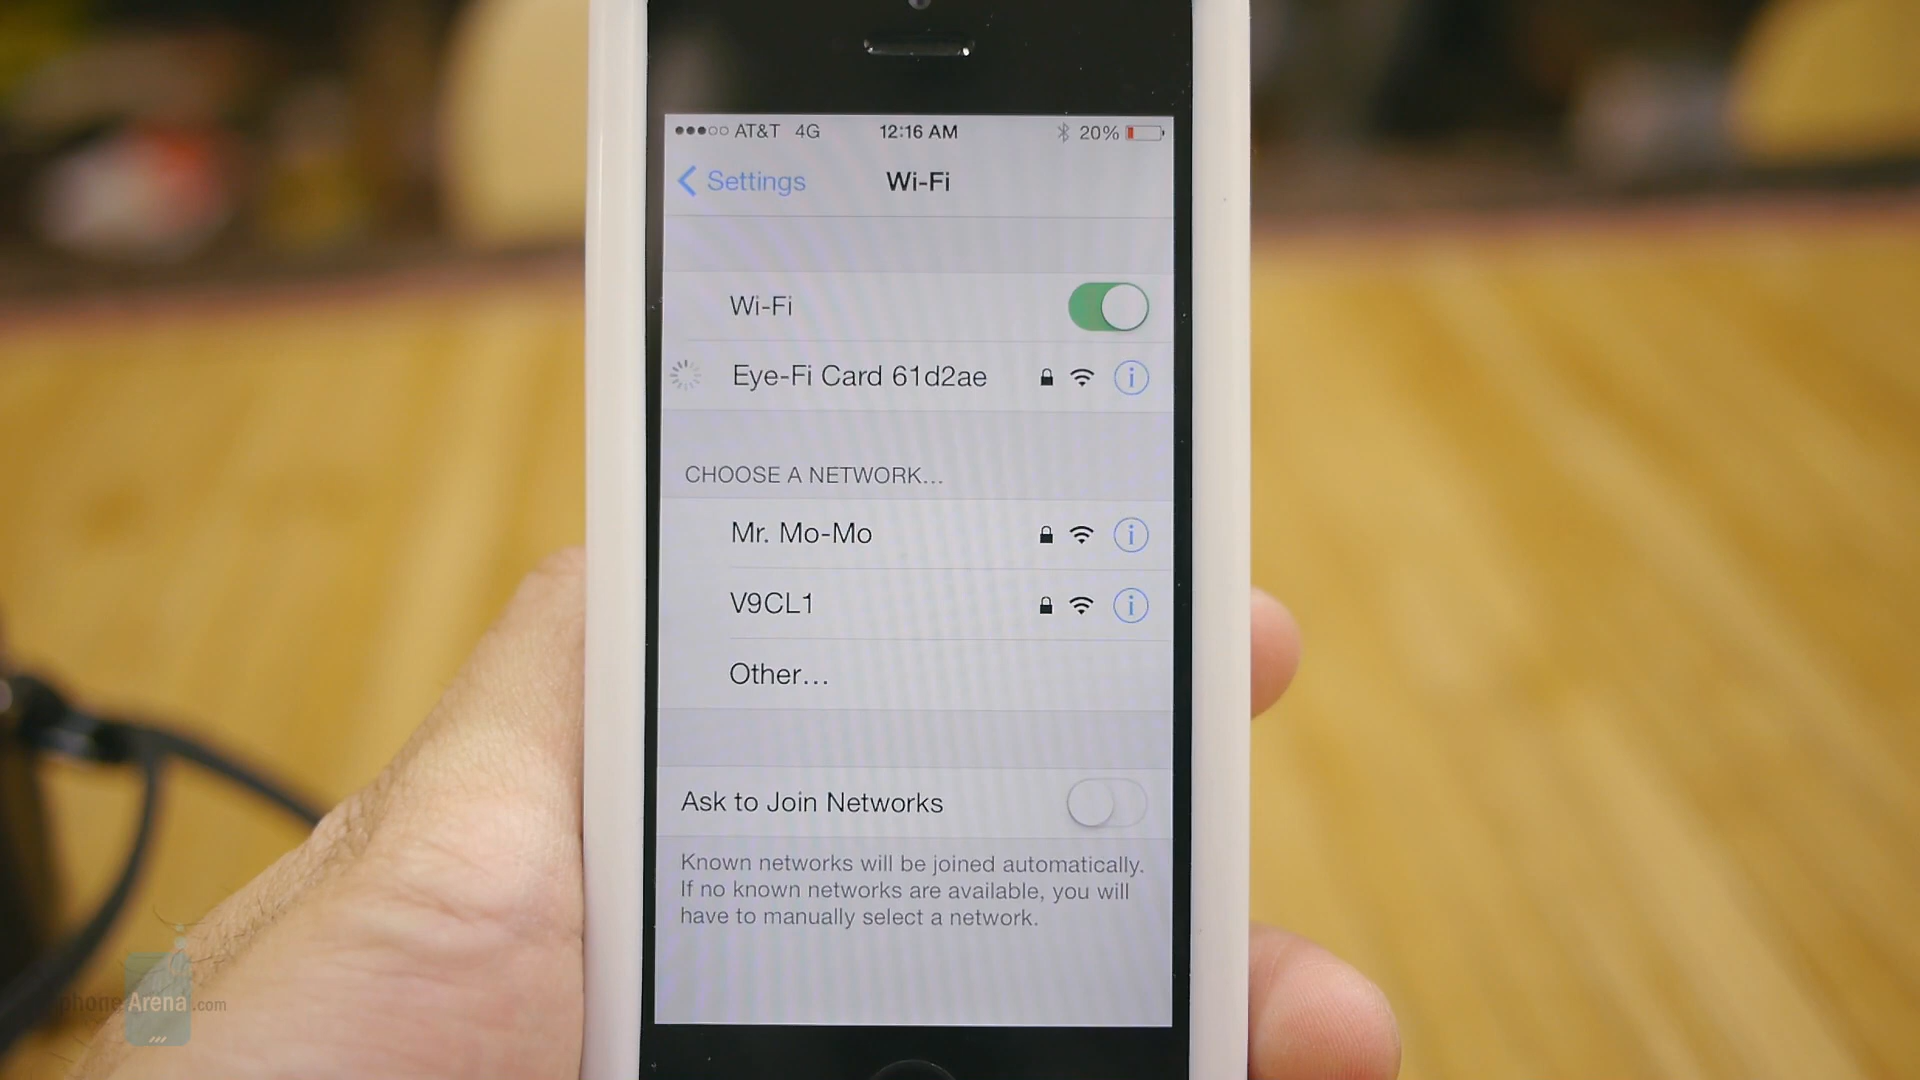 AT&T 4G 12:16 AM 20%
Settings Wi-Fi
Wi-Fi
Eye-Fi Card 61d2ae
CHOOSE A NETWORK...
Mr. Mo-Mo
V9CL1
Other...
Ask to Join Networks
Known networks will be joined automatically.
If no known networks are available, you will
have to manually select a network.
phoneArena.com